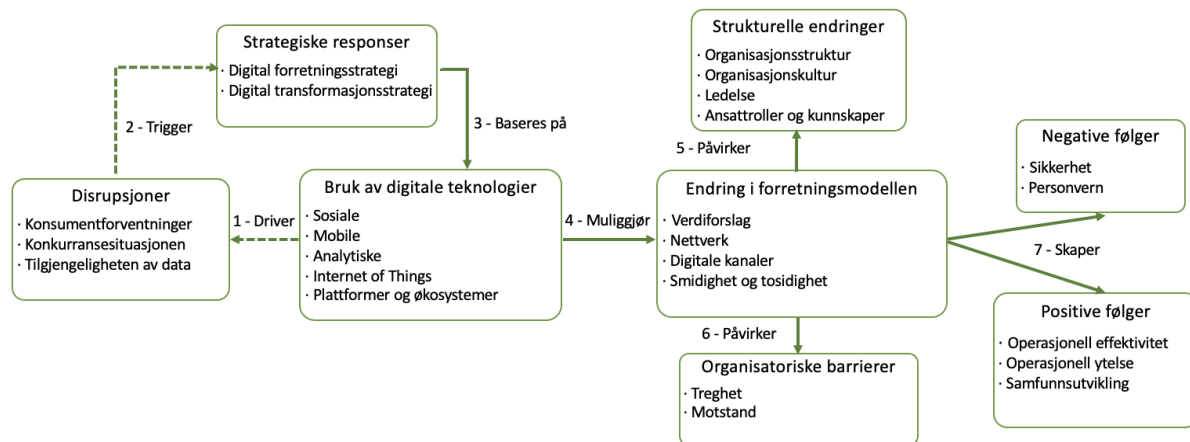 Strategiske responser
· Digital forretningsstrategi
· Digital transformasjonsstrategi
2 - Trigger
3 - Baseres på
Disrupsjoner
· Konsumentforventninger
· Konkurransesituasjonen
· Tilgjengeligheten av data
1 - Driver
Bruk av digitale teknologier
· Sosiale
· Mobile
· Analytiske
· Internet of Things
· Plattformer og økosystemer
4 - Muliggjør
Strukturelle endringer
· Organisasjonsstruktur
· Organisasjonskultur
· Ledelse
· Ansattroller og kunnskaper
5 - Påvirker
Endring i forretningsmodellen
· Verdiforslag
· Nettverk
· Digitale kanaler
· Smidighet og tosidighet
6 - Påvirker
Organisatoriske barrierer
· Treghet
· Motstand
Negative følger
· Sikkerhet
· Personvern
7 - Skaper
Positive følger
· Operasjonell effektivitet
· Operasjonell ytelse
· Samfunnsutvikling